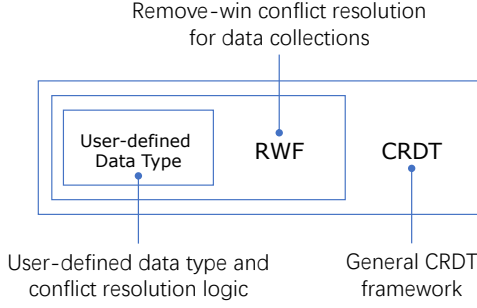 Remove-win conflict resolution
for data collections
User-defined
Data Type
RWF
CRDT
User-defined data type and
conflict resolution logic
General CRDT
framework